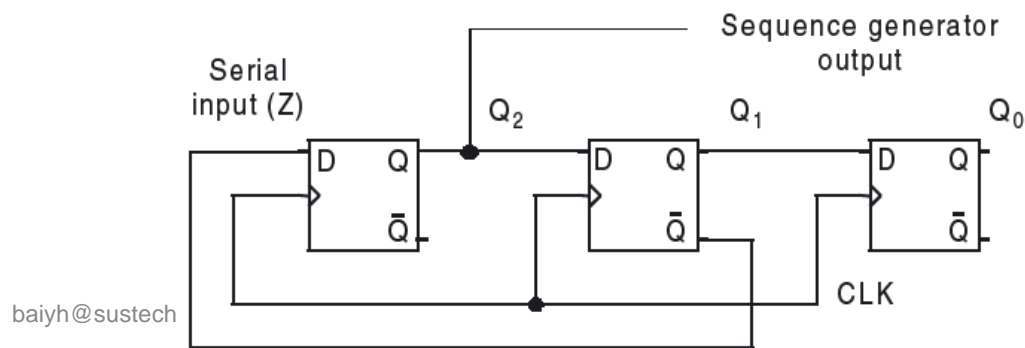 Sequence generator
output
Serial
input (Z)
Q₂
Q₁
Q₀
D Q
Q̄
D Q
Q̄
D Q
Q̄
CLK
baiyh@sustech